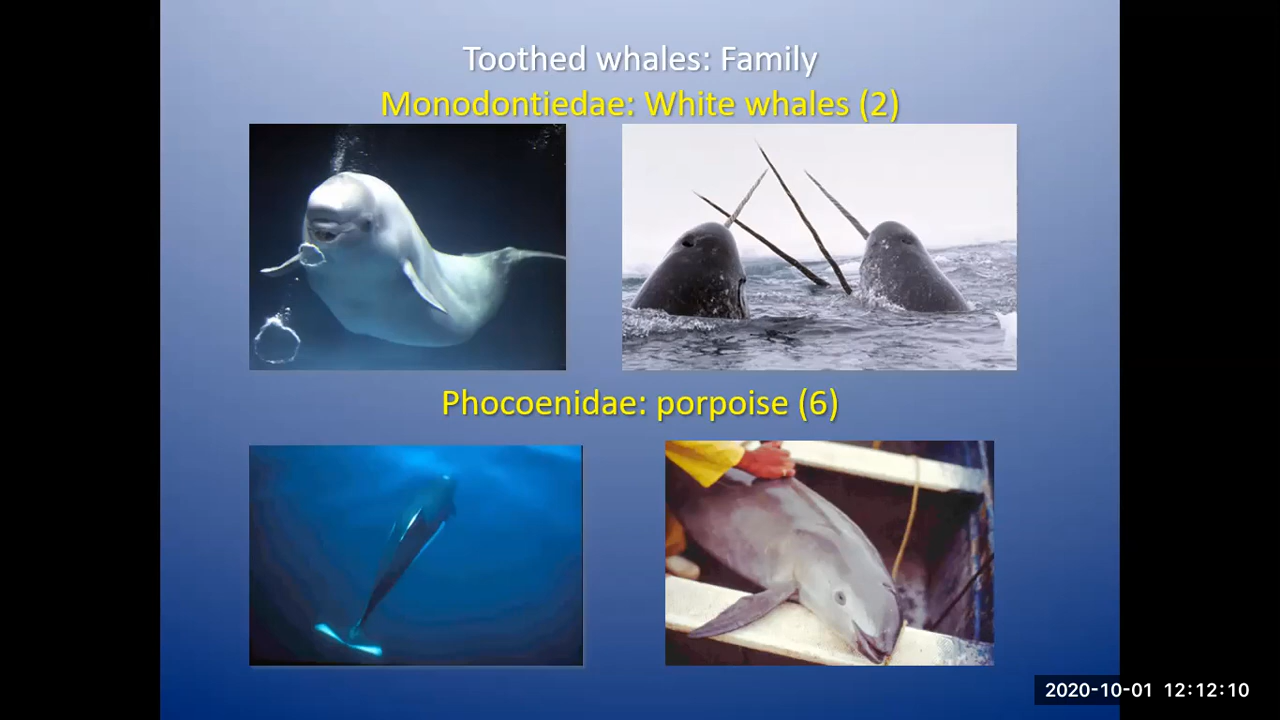 Toothed whales: Family
Monodontiedae: White whales (2)
Phocoenidae: porpoise (6)
2020-10-01 12:12:10